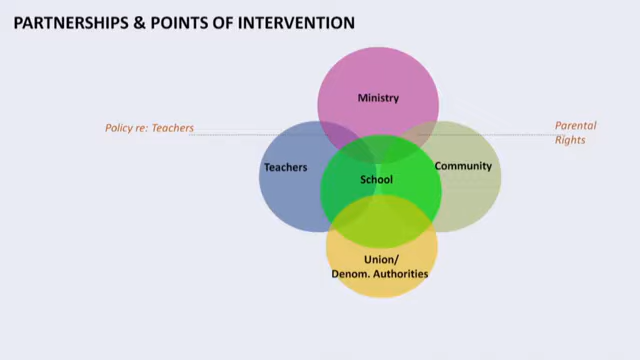 PARTNERSHIPS & POINTS OF INTERVENTION
Ministry
Policy re: Teachers
Parental
Rights
Teachers
Community
School
Union/
Denom. Authorities